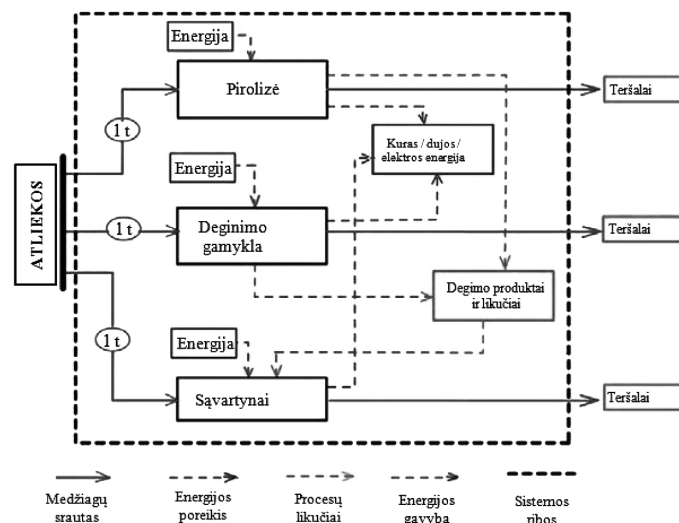 Energija
Pirolizė
Teršalai
1 t
Kuras / dujos /
elektros energija
Energija
ATLIEKOS
1 t
Deginimo
gamykla
Teršalai
Degimo produktai
ir likučiai
1 t
Energija
Sąvartynai
Teršalai
Medžiagų
srautas
Energijos
poreikis
Procesų
likučiai
Energijos
gavyba
Sistemos
ribos